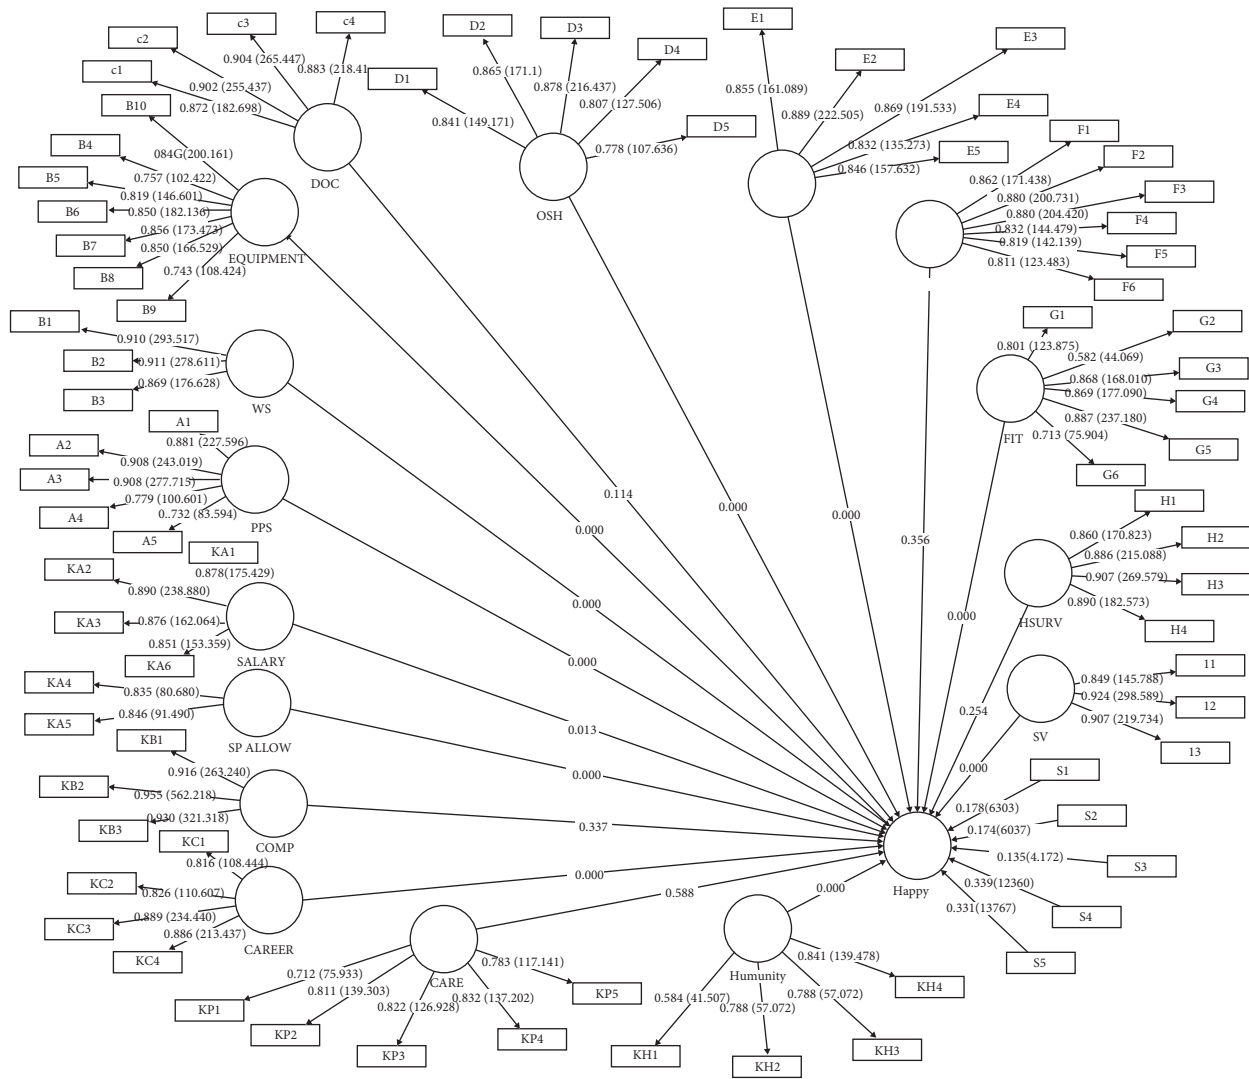 c3
c4
c2
c1
B10
0.904 (265.447)
0.883 (218.41
0.902 (255.437)
0.872 (182.698)
DOC
D2
D3
D4
D1
D5
0.865 (171.1)
0.878 (216.437)
0.807 (127.506)
0.841 (149.171)
0.778 (107.636)
OSH
E1
E2
E3
E4
E5
0.855 (161.089)
0.889 (222.505)
0.869 (191.533)
0.832 (135.273)
0.846 (157.632)
F1
F2
F3
F4
F5
F6
0.862 (171.438)
0.880 (200.731)
0.880 (204.420)
0.832 (144.479)
0.819 (142.139)
0.811 (123.483)
B4
B5
B6
B7
B8
B9
084G(200.161)
0.757 (102.422)
0.819 (146.601)
0.850 (182.136)
0.856 (173.473)
0.850 (166.529)
0.743 (108.424)
EQUIPMENT
B1
B2
B3
0.910 (293.517)
0.911 (278.611)
0.869 (176.628)
WS
G1
G2
G3
G4
G5
G6
0.801 (123.875)
0.582 (44.069)
0.868 (168.010)
0.869 (177.090)
0.887 (237.180)
0.713 (75.904)
FIT
A1
A2
A3
A4
A5
0.881 (227.596)
0.908 (243.019)
0.908 (277.715)
0.779 (100.601)
0.732 (83.594)
PPS
H1
H2
H3
H4
0.860 (170.823)
0.886 (215.088)
0.907 (269.579)
0.890 (182.573)
HSURV
KA1
KA2
KA3
KA6
0.878(175.429)
0.890 (238.880)
0.876 (162.064)
0.851 (153.359)
SALARY
KA4
KA5
0.835 (80.680)
0.846 (91.490)
SP ALLOW
11
12
13
0.849 (145.788)
0.924 (298.589)
0.907 (219.734)
SV
KB1
KB2
KB3
0.916 (263.240)
0.955 (562.218)
0.930 (321.318)
COMP
KC1
KC2
KC3
KC4
0.816 (108.444)
0.826 (110.607)
0.889 (234.440)
0.886 (213.437)
CAREER
0.114
0.000
0.000
0.000
0.356
0.000
0.000
0.000
0.000
0.254
0.013
0.000
0.000
0.337
0.000
0.588
0.000
S1
S2
S3
S4
S5
0.178(6303)
0.174(6037)
0.135(4.172)
0.339(12360)
0.331(13767)
Happy
CARE
0.712 (75.933)
0.811 (139.303)
0.822 (126.928)
0.832 (137.202)
0.783 (117.141)
KP1
KP2
KP3
KP4
KP5
Humunity
0.584 (41.507)
0.788 (57.072)
0.788 (57.072)
0.841 (139.478)
KH1
KH2
KH3
KH4